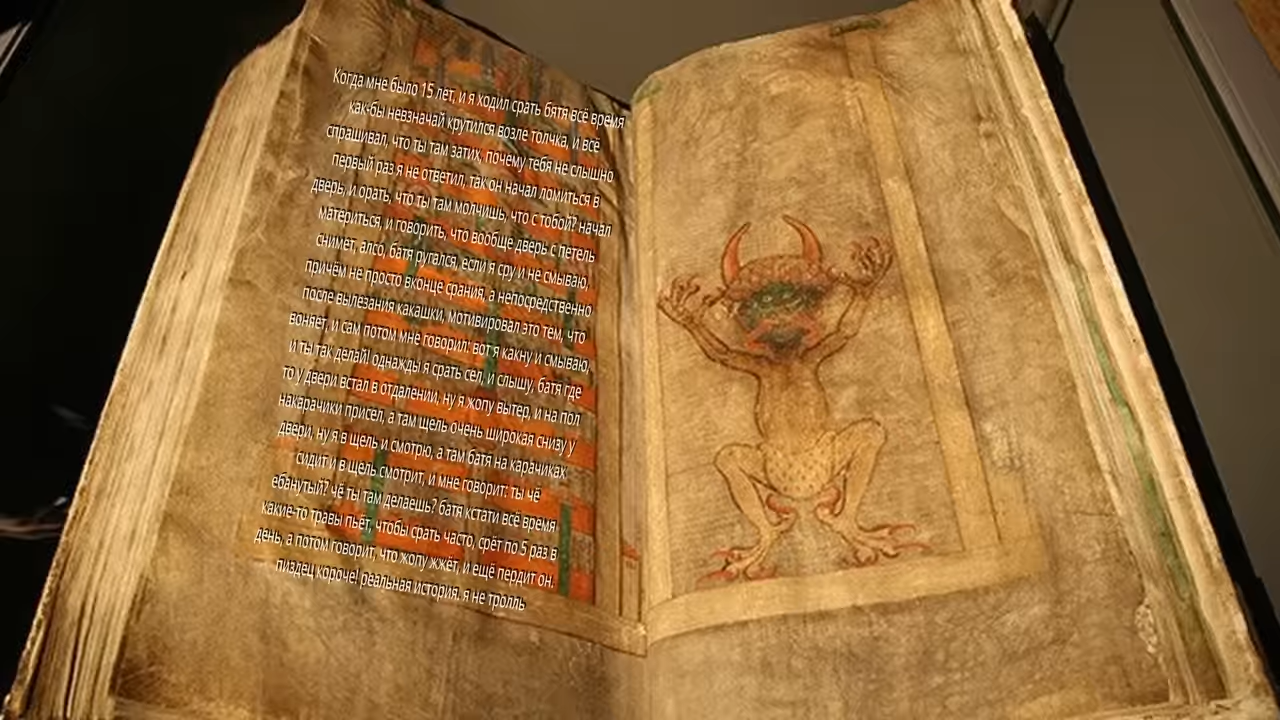 Когда мне было 15 лет, и я ходил срать бятя всё время
как-бы невзначай крутился возле толчка, и всё
спрашивал, что ты там затих, почему тебя не слышно
первый раз я не ответил, так он начал ломиться в
дверь, и орать, что ты там молчишь, что с тобой? начал
материться, и говорить, что вообще дверь с петель
снимет, алсо, батя ругался, если я сру и не смываю,
причём не просто вконце срания, а непосредственно
после вылезания какашки, мотивировал это тем, что
воняет, и сам потом мне говорил: вот я какну и смываю,
и ты так делай! однажды я срать сел, и слышу, батя где
то у двери встал в отдалении, ну я жопу вытер, и на пол
накарачики присел, а там щель очень широкая снизу у
двери, ну я в щель и смотрю, а там батя на карачиках
сидит и в щель смотрит, и мне говорит: ты чё
ебанутый? чё ты там делаешь? батя кстати всё время
какие-то травы пьёт, чтобы срать часто, срёт по 5 раз в
день, а потом говорит, что жопу жжёт, и ещё пердит он.
пиздец короче! реальная история. я не тролль